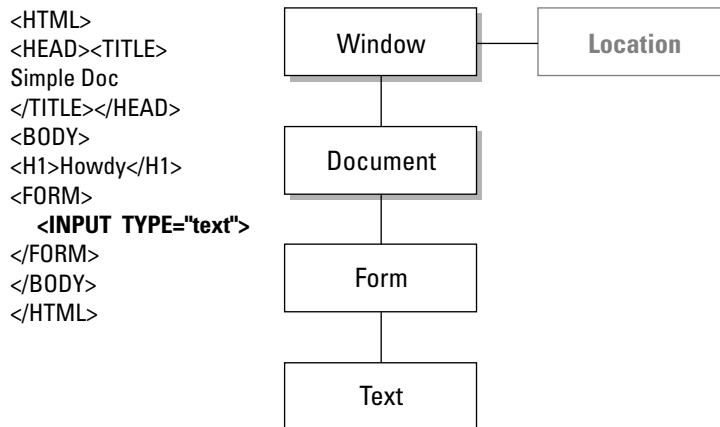 <HTML>
<HEAD><TITLE>
Simple Doc
</TITLE></HEAD>
<BODY>
<H1>Howdy</H1>
<FORM>
<INPUT TYPE="text">
</FORM>
</BODY>
</HTML>
Window
Location
Document
Form
Text